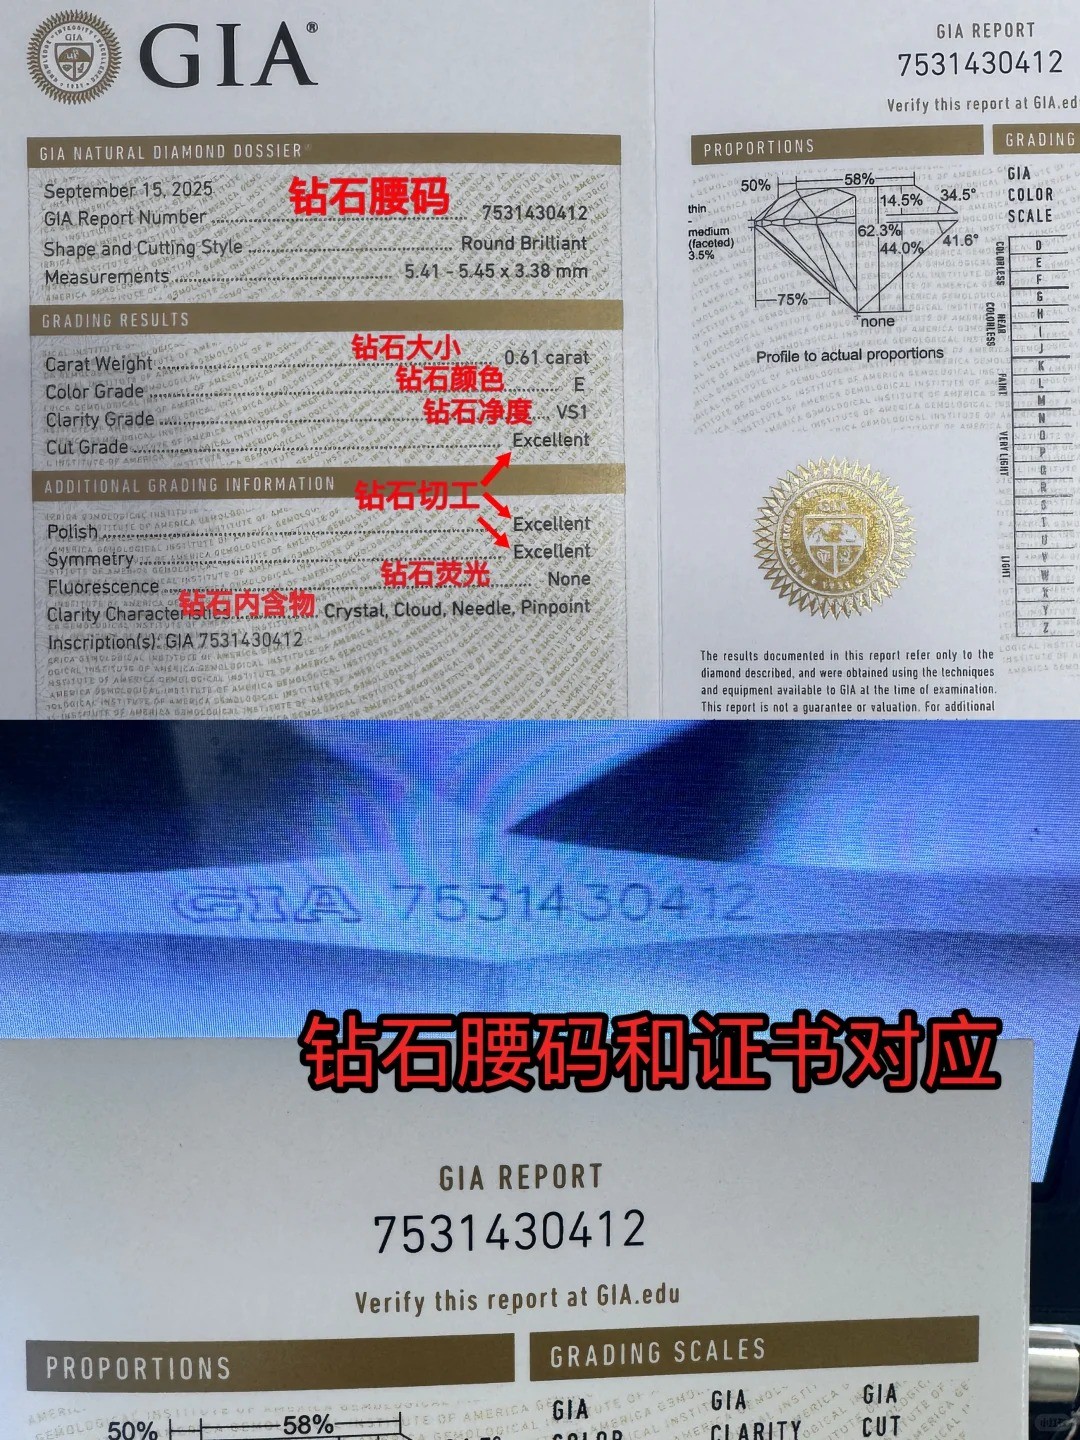 GIA®
GIA NATURAL DIAMOND DOSSIER®
September 15, 2025
钻石腰码
GIA Report Number 7531430412
Shape and Cutting Style Round Brilliant
Measurements 5.41 - 5.45 x 3.38 mm
GRADING RESULTS
钻石大小
Carat Weight 0.61 carat
钻石颜色
Color Grade E
钻石净度
Clarity Grade VS1
Cut Grade Excellent
ADDITIONAL GRADING INFORMATION
钻石切工
Polish Excellent
Symmetry Excellent
钻石荧光
Fluorescence None
钻石内含物
Clarity Characteristics Crystal, Cloud, Needle, Pinpoint
Inscription(s): GIA 7531430412
GIA REPORT
7531430412
Verify this report at GIA.ed
PROPORTIONS
50%
58%
14.5%
34.5°
thin
-
medium
(faceted)
3.5%
62.3%
44.0%
41.6°
75%
none
Profile to actual proportions
GRADING
GIA
COLOR
SCALE
COLORLESS
NEAR COLORLESS
FAINT
VERY LIGHT
LIGHT
D
E
F
G
H
I
J
K
L
M
N
O
P
Q
R
S
T
U
V
W
X
Y
Z
The results documented in this report refer only to the
diamond described, and were obtained using the techniques
and equipment available to GIA at the time of examination.
This report is not a guarantee or valuation. For additional
GIA 7531430412
钻石腰码和证书对应
GIA REPORT
7531430412
Verify this report at GIA.edu
PROPORTIONS
50%
58%
GRADING SCALES
GIA
COLOR
GIA
CLARITY
GIA
CUT